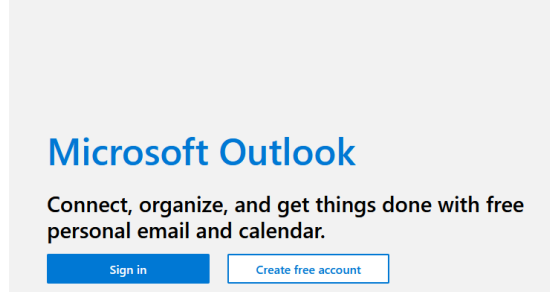 Microsoft Outlook
Connect, organize, and get things done with free
personal email and calendar.
Sign in
Create free account